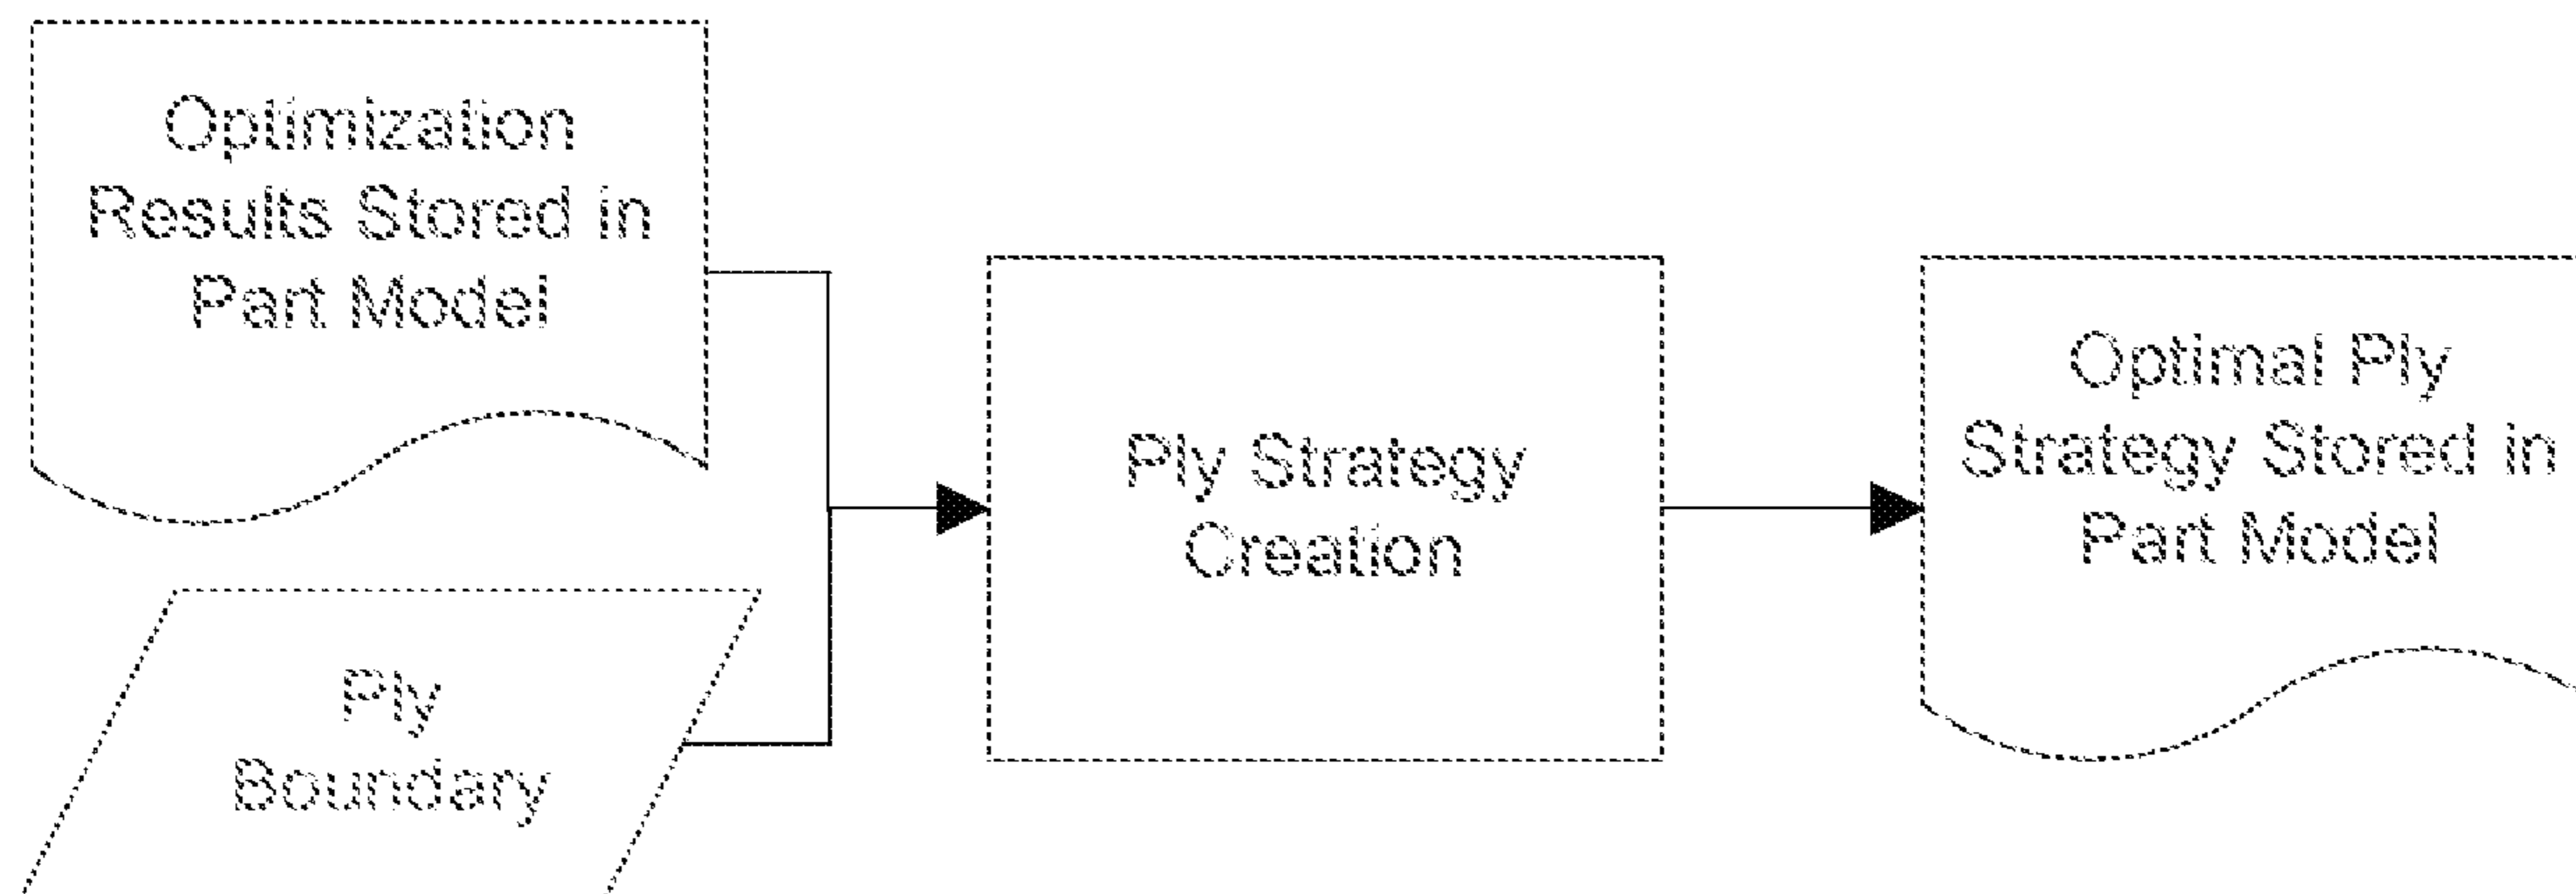 Optimization
Results Stored in
Part Model
Ply
Boundary
Ply Strategy
Creation
Optimal Ply
Strategy Stored in
Part Model